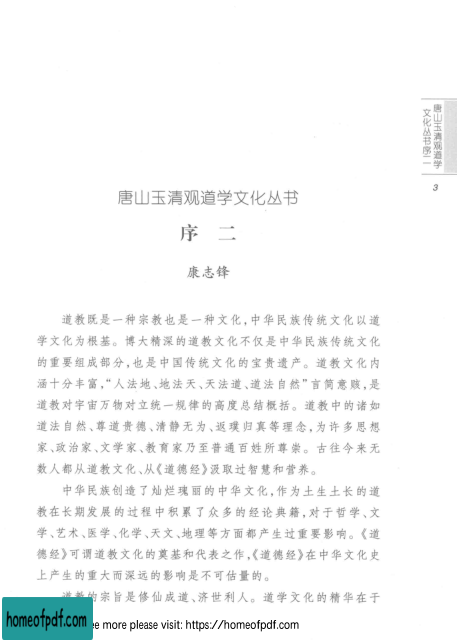 唐山玉清观道学
文化丛书序二
3
唐山玉清观道学文化丛书
序 二
康志锋
道教既是一种宗教也是一种文化，中华民族传统文化以道
学文化为根基。博大精深的道教文化不仅是中华民族传统文化
的重要组成部分，也是中国传统文化的宝贵遗产。道教文化内
涵十分丰富，“人法地、地法天、天法道、道法自然”言简意赅，是
道教对宇宙万物对立统一规律的高度总结概括。道教中的诸如
道法自然、尊道贵德、清静无为、返璞归真等理念，为许多思想
家、政治家、文学家、教育家乃至普通百姓所尊崇。古往今来无
数人都从道教文化、从《道德经》汲取过智慧和营养。
中华民族创造了灿烂瑰丽的中华文化，作为土生土长的道
教在长期发展的过程中积累了众多的经论典籍，对于哲学、文
学、艺术、医学、化学、天文、地理等方面都产生过重要影响。《道
德经》可谓道教文化的奠基和代表之作，《道德经》在中华文化史
上产生的重大而深远的影响是不可估量的。
道教的宗旨是修仙成道、济世利人。道学文化的精华在于
homeofpdf.com
ee more please visit: https://homeofpdf.com